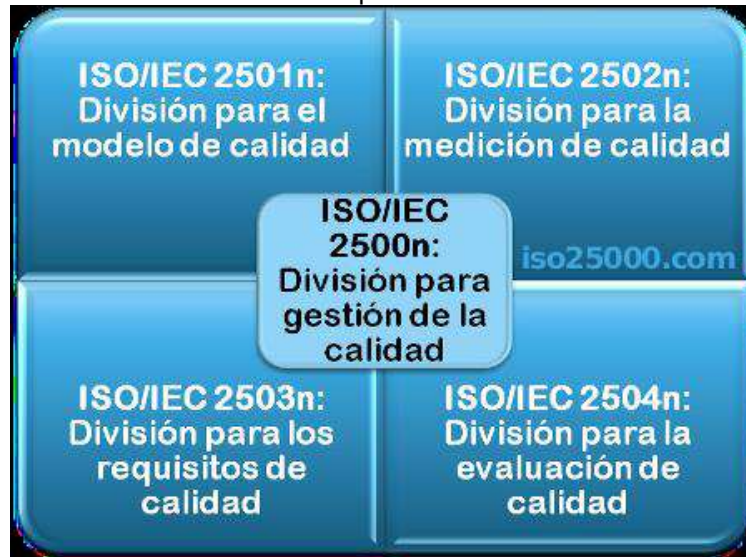 ISO/IEC 2501n:
División para el
modelo de calidad
ISO/IEC 2502n:
División para la
medición de calidad
ISO/IEC
2500n:
División para
gestión de la
calidad
iso25000.com
ISO/IEC 2503n:
División para los
requisitos de
calidad
ISO/IEC 2504n:
División para la
evaluación de
calidad